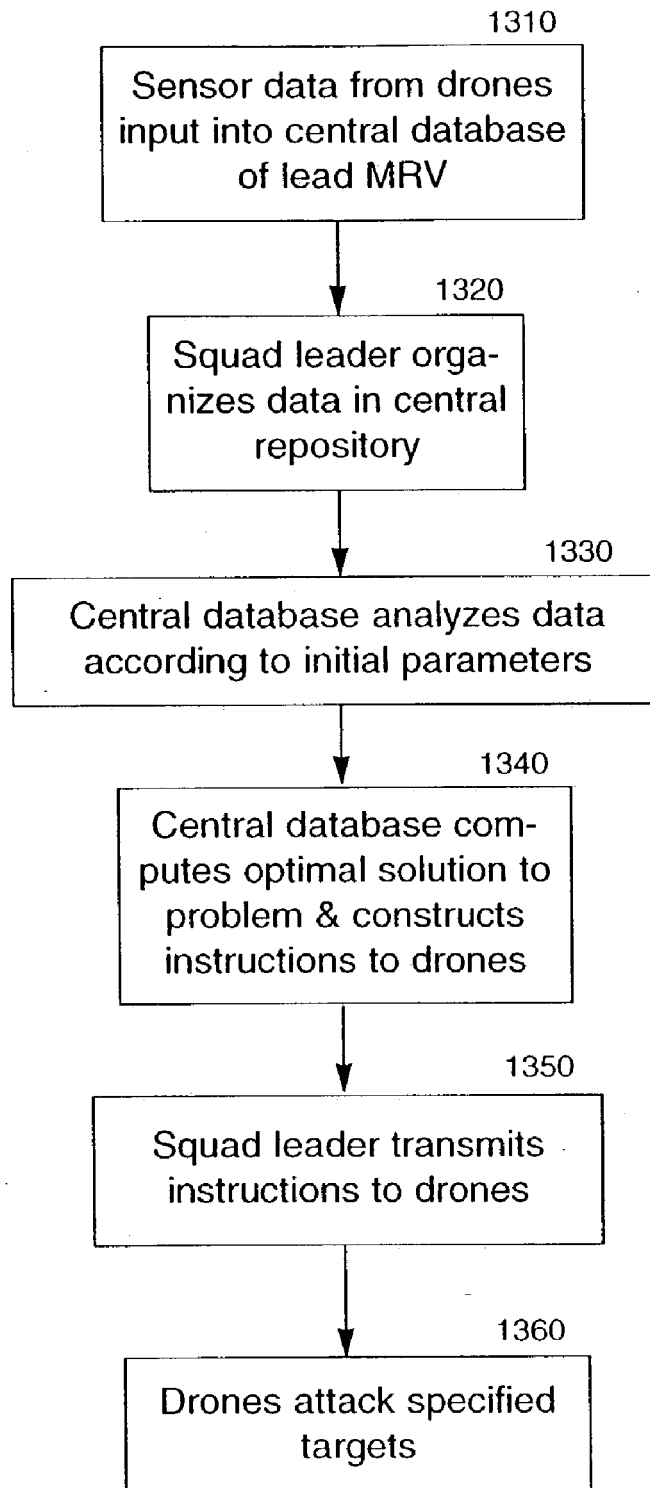 1310
Sensor data from drones
input into central database
of lead MRV
1320
Squad leader orga-
nizes data in central
repository
1330
Central database analyzes data
according to initial parameters
1340
Central database com-
putes optimal solution to
problem & constructs
instructions to drones
1350
Squad leader transmits
instructions to drones
1360
Drones attack specified
targets